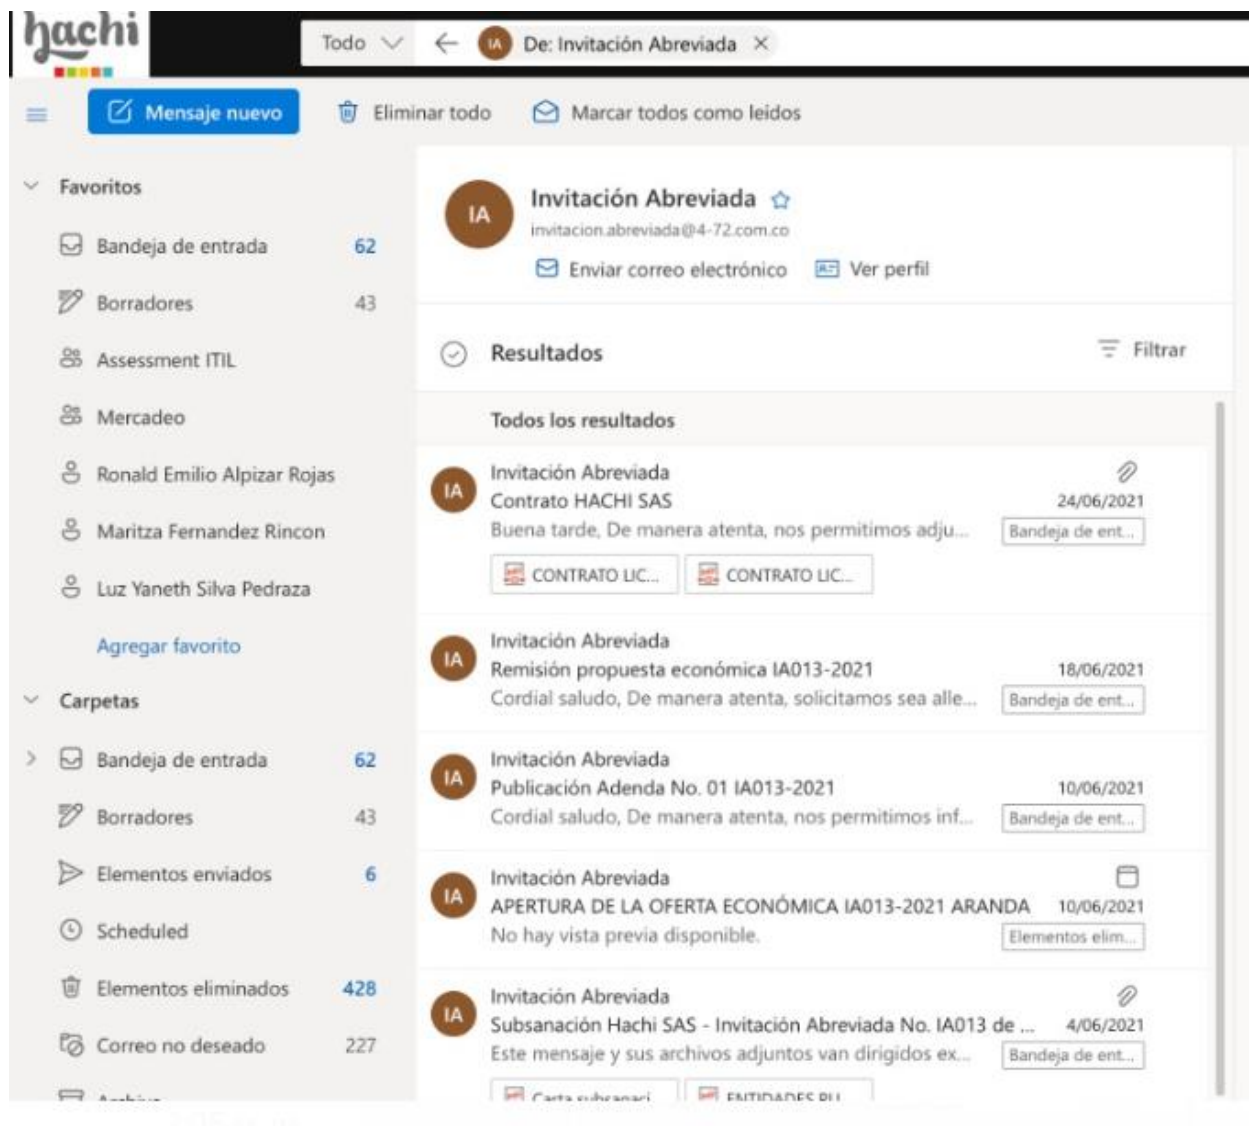 hachi
Todo
IA De: Invitación Abreviada
Mensaje nuevo
Eliminar todo
Marcar todos como leídos
Favoritos
Bandeja de entrada 62
Borradores 43
Assessment ITIL
Mercadeo
Ronald Emilio Alpizar Rojas
Maritza Fernandez Rincon
Luz Yaneth Silva Pedraza
Agregar favorito
Carpetas
Bandeja de entrada 62
Borradores 43
Elementos enviados 6
Scheduled
Elementos eliminados 428
Correo no deseado 227
IA
Invitación Abreviada
invitacion.abreviada@4-72.com.co
Enviar correo electrónico
Ver perfil
Resultados
Filtrar
Todos los resultados
IA
Invitación Abreviada
Contrato HACHI SAS 24/06/2021
Buena tarde, De manera atenta, nos permitimos adju... Bandeja de ent...
CONTRATO LIC... CONTRATO LIC...
IA
Invitación Abreviada
Remisión propuesta económica IA013-2021 18/06/2021
Cordial saludo, De manera atenta, solicitamos sea alle... Bandeja de ent...
IA
Invitación Abreviada
Publicación Adenda No. 01 IA013-2021 10/06/2021
Cordial saludo, De manera atenta, nos permitimos inf... Bandeja de ent...
IA
Invitación Abreviada
APERTURA DE LA OFERTA ECONÓMICA IA013-2021 ARANDA 10/06/2021
No hay vista previa disponible. Elementos elim...
IA
Invitación Abreviada
Subsanación Hachi SAS - Invitación Abreviada No. IA013 de ... 4/06/2021
Este mensaje y sus archivos adjuntos van dirigidos ex... Bandeja de ent...
Carta subsanaci... ENTIDADES PU...